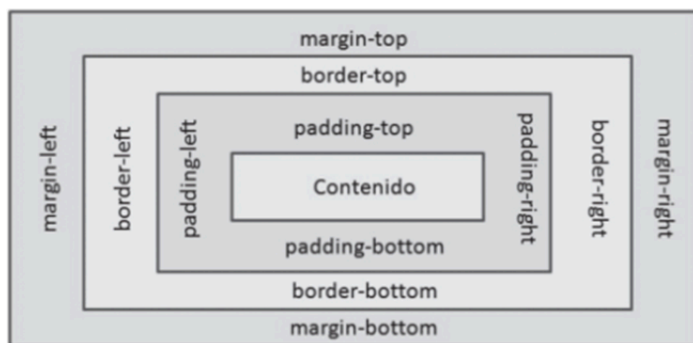 margin-top
border-top
padding-top
margin-left
border-left
padding-left
Contenido
padding-right
border-right
margin-right
padding-bottom
border-bottom
margin-bottom